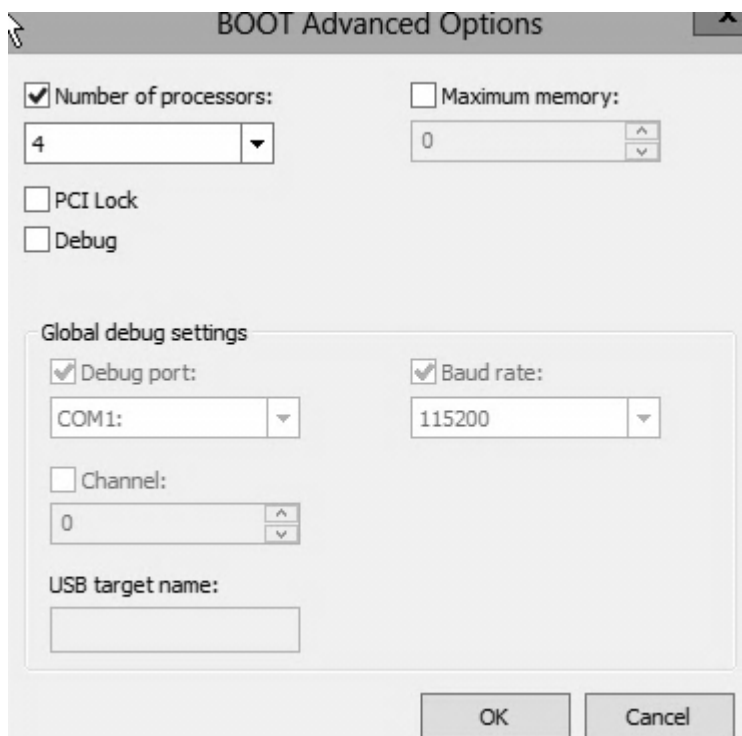 BOOT Advanced Options
Number of processors:
Maximum memory:
4
0
PCI Lock
Debug
Global debug settings
Debug port:
Baud rate:
COM1:
115200
Channel:
0
USB target name:
OK
Cancel